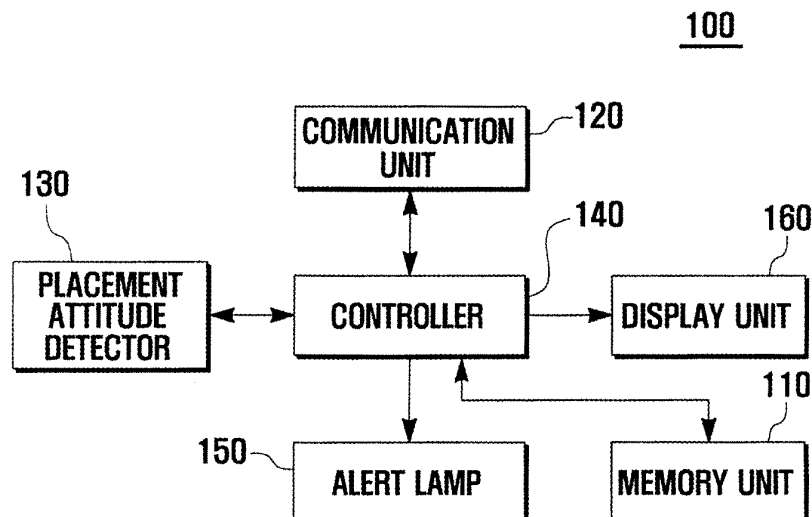 100
COMMUNICATION
UNIT
120
130
140
160
PLACEMENT
ATTITUDE
DETECTOR
CONTROLLER
DISPLAY UNIT
110
150
ALERT LAMP
MEMORY UNIT